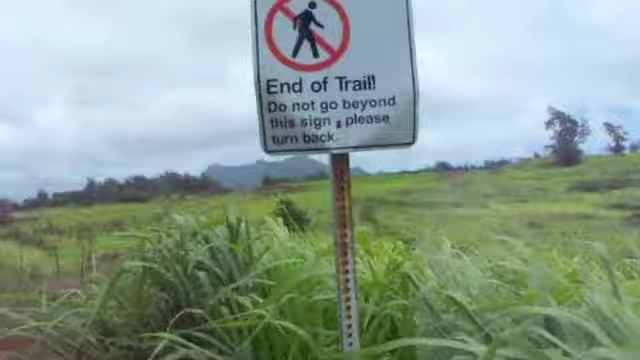 End of Trail!
Do not go beyond
this sign, please
turn back.